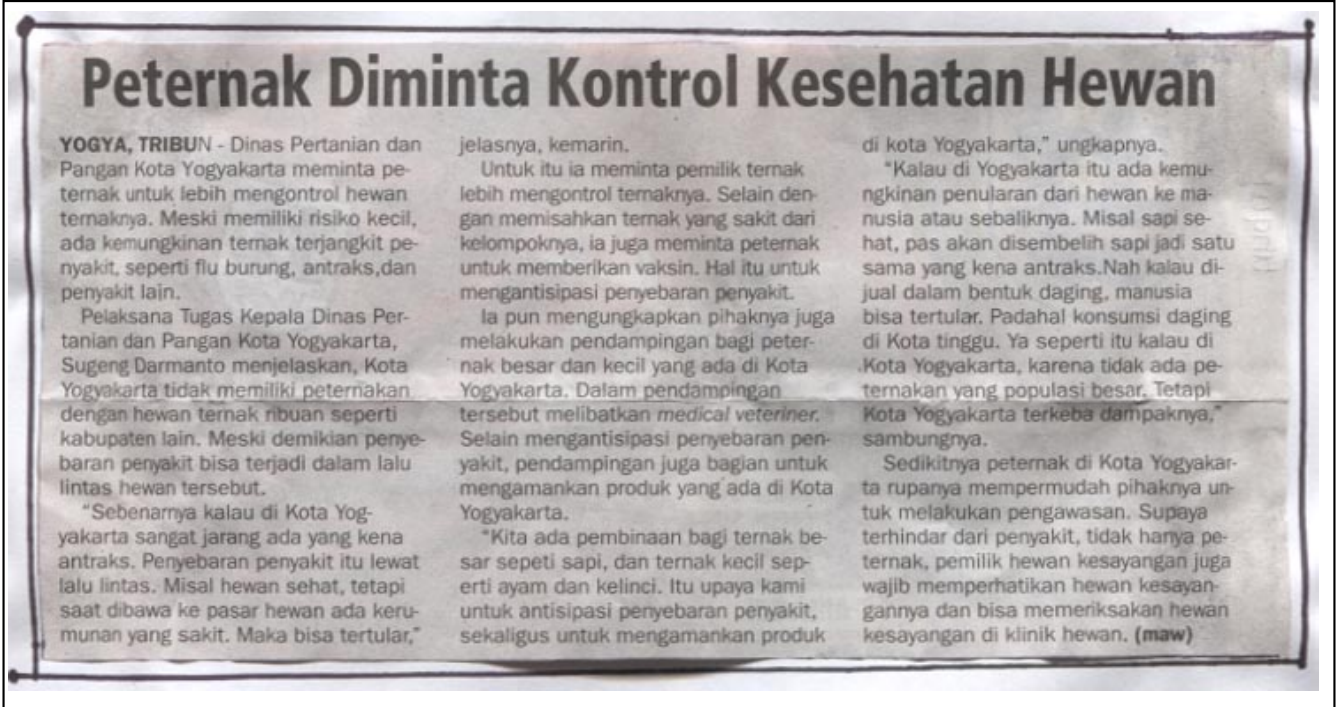 Peternak Diminta Kontrol Kesehatan Hewan
YOGYA, TRIBUN - Dinas Pertanian dan
Pangan Kota Yogyakarta meminta pe-
ternak untuk lebih mengontrol hewan
ternaknya. Meski memiliki risiko kecil,
ada kemungkinan ternak terjangkit pe-
nyakit, seperti flu burung, antraks,dan
penyakit lain.
Pelaksana Tugas Kepala Dinas Per-
tanian dan Pangan Kota Yogyakarta,
Sugeng Darmanto menjelaskan, Kota
Yogyakarta tidak memiliki peternakan
dengan hewan ternak ribuan seperti
kabupaten lain. Meski demikian penye-
baran penyakit bisa terjadi dalam lalu
lintas hewan tersebut.
"Sebenarnya kalau di Kota Yog-
yakarta sangat jarang ada yang kena
antraks. Penyebaran penyakit itu lewat
lalu lintas. Misal hewan sehat, tetapi
saat dibawa ke pasar hewan ada keru-
munan yang sakit. Maka bisa tertular,"
jelasnya, kemarin.
Untuk itu ia meminta pemilik ternak
lebih mengontrol ternaknya. Selain den-
gan memisahkan ternak yang sakit dari
kelompoknya, ia juga meminta peternak
untuk memberikan vaksin. Hal itu untuk
mengantisipasi penyebaran penyakit.
Ia pun mengungkapkan pihaknya juga
melakukan pendampingan bagi peter-
nak besar dan kecil yang ada di Kota
Yogyakarta. Dalam pendampingan
tersebut melibatkan medical veteriner.
Selain mengantisipasi penyebaran pen-
yakit, pendampingan juga bagian untuk
mengamankan produk yang ada di Kota
Yogyakarta.
"Kita ada pembinaan bagi ternak be-
sar sepeti sapi, dan ternak kecil sep-
erti ayam dan kelinci. Itu upaya kami
untuk antisipasi penyebaran penyakit,
sekaligus untuk mengamankan produk
di kota Yogyakarta," ungkapnya.
"Kalau di Yogyakarta itu ada kemu-
ngkinan penularan dari hewan ke ma-
nusia atau sebaliknya. Misal sapi se-
hat, pas akan disembelih sapi jadi satu
sama yang kena antraks.Nah kalau di-
jual dalam bentuk daging, manusia
bisa tertular. Padahal konsumsi daging
di Kota tinggu. Ya seperti itu kalau di
Kota Yogyakarta, karena tidak ada pe-
ternakan yang populasi besar. Tetapi
Kota Yogyakarta terkeba dampaknya,"
sambungnya.
Sedikitnya peternak di Kota Yogyakar-
ta rupanya mempermudah pihaknya un-
tuk melakukan pengawasan. Supaya
terhindar dari penyakit, tidak hanya pe-
ternak, pemilik hewan kesayangan juga
wajib memperhatikan hewan kesayan-
gannya dan bisa memeriksakan hewan
kesayangan di klinik hewan. (maw)